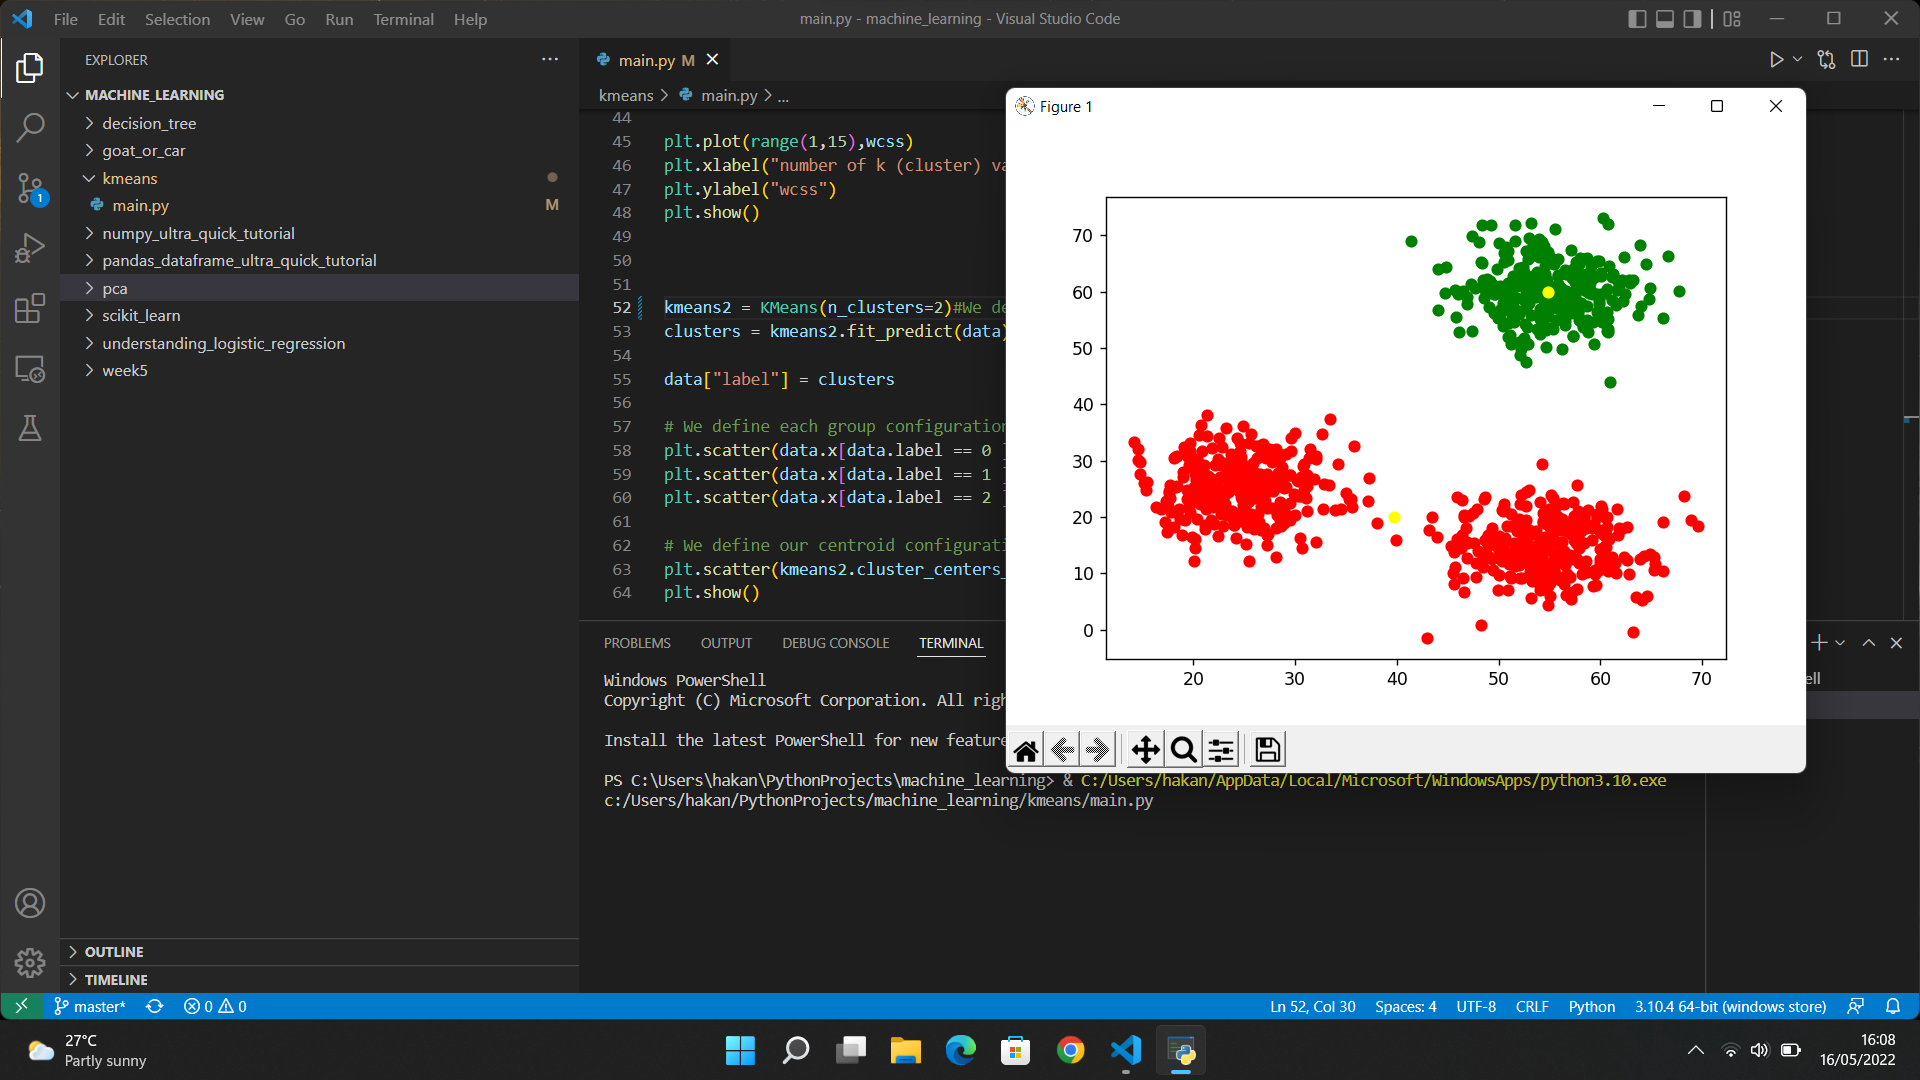 File Edit Selection View Go Run Terminal Help
main.py - machine_learning - Visual Studio Code
EXPLORER
MACHINE_LEARNING
decision_tree
goat_or_car
kmeans
main.py M
numpy_ultra_quick_tutorial
pandas_dataframe_ultra_quick_tutorial
pca
scikit_learn
understanding_logistic_regression
week5
OUTLINE
TIMELINE
1
main.py M
kmeans > main.py > ...
44
45 plt.plot(range(1,15),wcss)
46 plt.xlabel("number of k (cluster) va
47 plt.ylabel("wcss")
48 plt.show()
49
50
51
52 kmeans2 = KMeans(n_clusters=2)#We de
53 clusters = kmeans2.fit_predict(data)
54
55 data["label"] = clusters
56
57 # We define each group configuration
58 plt.scatter(data.x[data.label == 0 ]
59 plt.scatter(data.x[data.label == 1 ]
60 plt.scatter(data.x[data.label == 2 ]
61
62 # We define our centroid configurati
63 plt.scatter(kmeans2.cluster_centers_
64 plt.show()
Figure 1
70
60
50
40
30
20
10
0
20 30 40 50 60 70
PROBLEMS OUTPUT DEBUG CONSOLE TERMINAL
ell
Windows PowerShell
Copyright (C) Microsoft Corporation. All righ
Install the latest PowerShell for new feature
PS C:\Users\hakan\PythonProjects\machine_learning> & C:/Users/hakan/AppData/Local/Microsoft/WindowsApps/python3.10.exe
c:/Users/hakan/PythonProjects/machine_learning/kmeans/main.py
master* 0 0
Ln 52, Col 30 Spaces: 4 UTF-8 CRLF Python 3.10.4 64-bit (windows store)
27°C
Partly sunny
16:08
16/05/2022